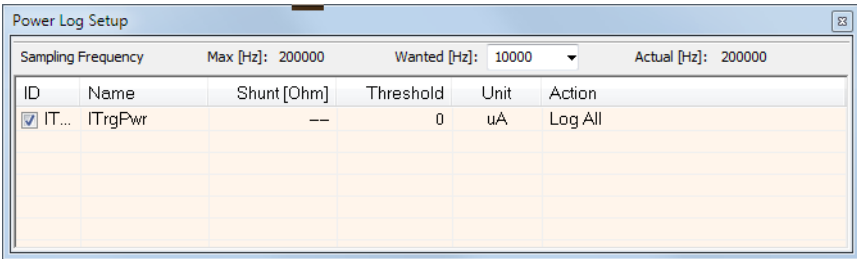 Power Log Setup
Sampling Frequency Max [Hz]: 200000 Wanted [Hz]: 10000 Actual [Hz]: 200000
ID Name Shunt [Ohm] Threshold Unit Action
IT... ITrgPwr -- 0 uA Log All